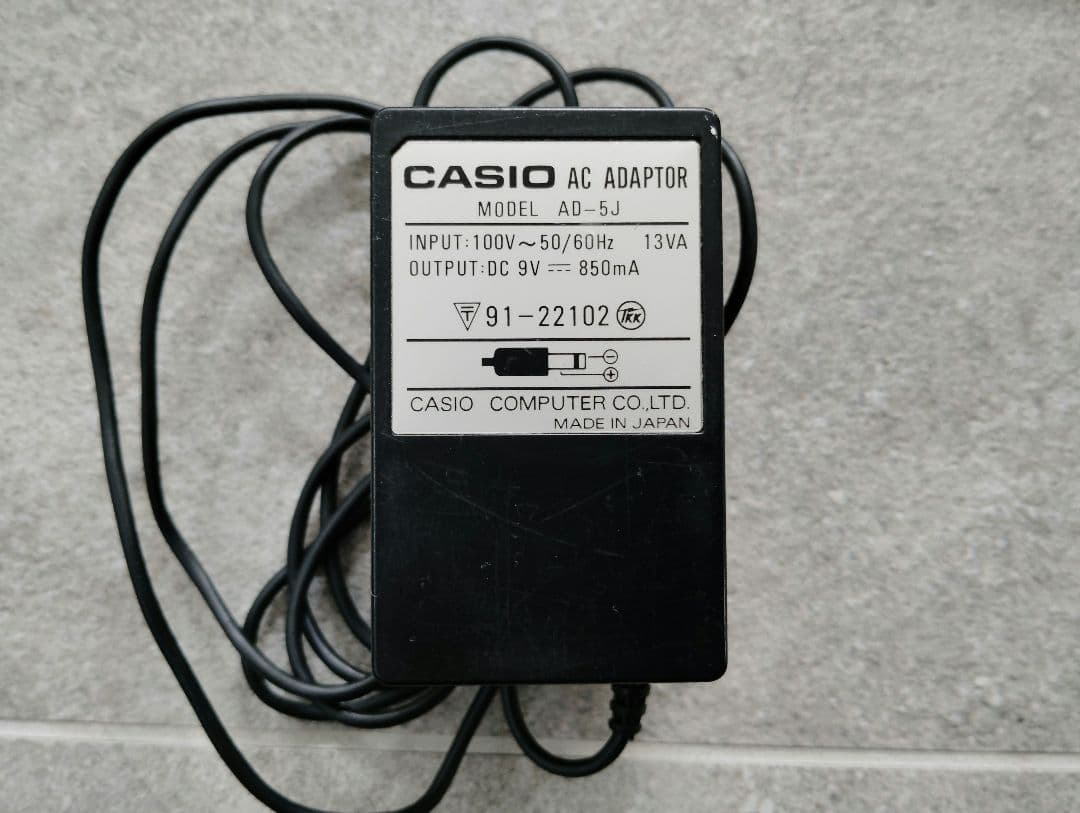 CASIO AC ADAPTOR
MODEL AD-5J
INPUT:100V～50/60Hz 13VA
OUTPUT:DC 9V ⎓ 850mA
〒 91-22102 TKK
CASIO COMPUTER CO.,LTD.
MADE IN JAPAN